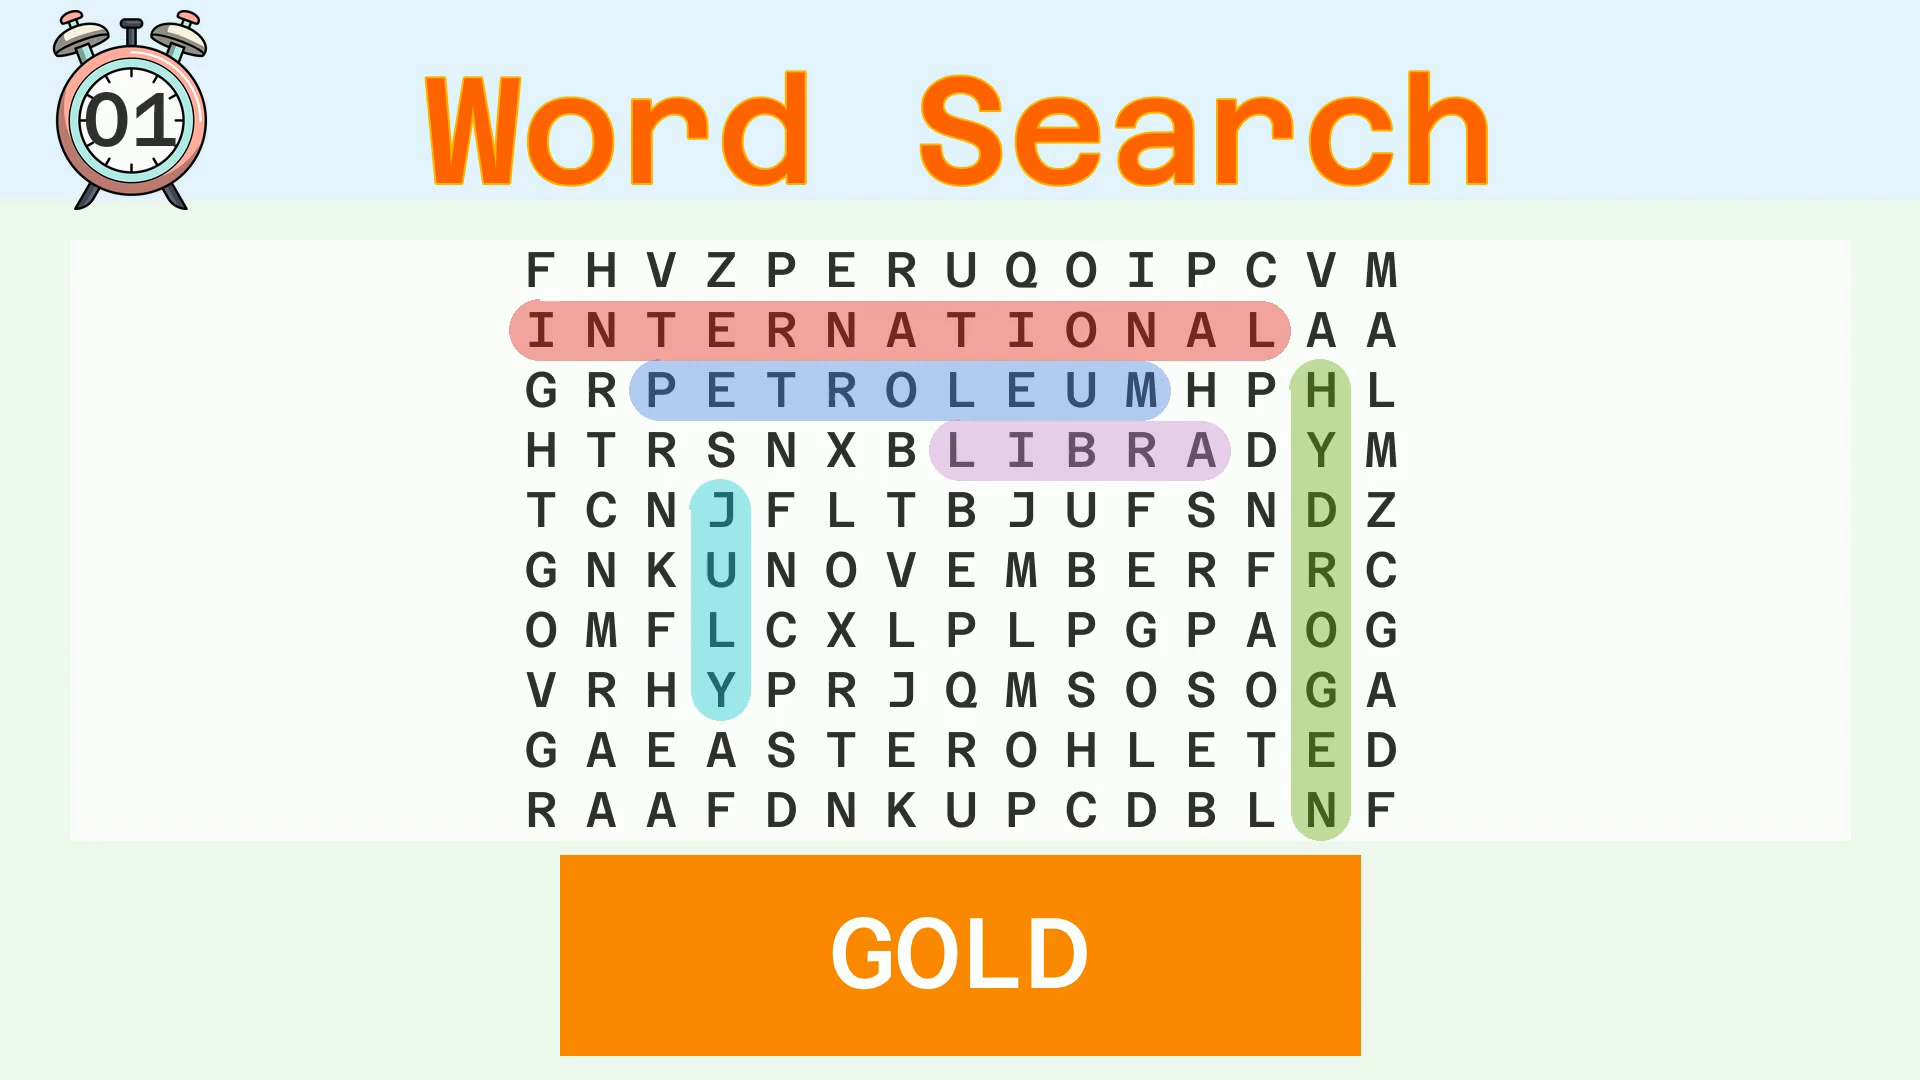 01
Word Search
F H V Z P E R U Q O I P C V M
I N T E R N A T I O N A L A A
G R P E T R O L E U M H P H L
H T R S N X B L I B R A D Y M
T C N J F L T B J U F S N D Z
G N K U N O V E M B E R F R C
O M F L C X L P L P G P A O G
V R H Y P R J Q M S O S O G A
G A E A S T E R O H L E T E D
R A A F D N K U P C D B L N F
GOLD